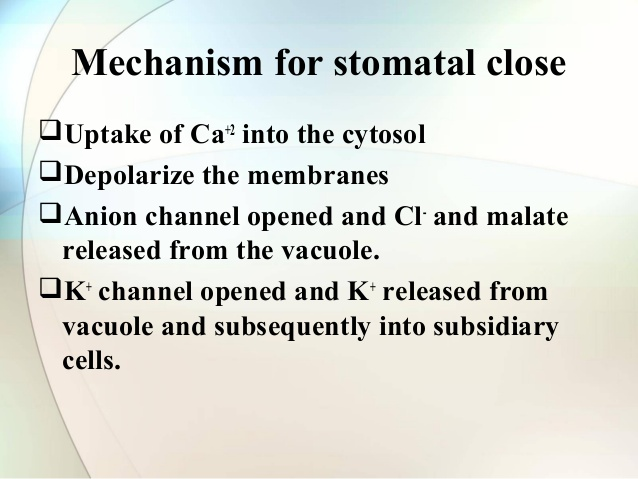 Mechanism for stomatal close
❑Uptake of Ca⁺² into the cytosol
❑Depolarize the membranes
❑Anion channel opened and Cl⁻ and malate
released from the vacuole.
❑K⁺ channel opened and K⁺ released from
vacuole and subsequently into subsidiary
cells.